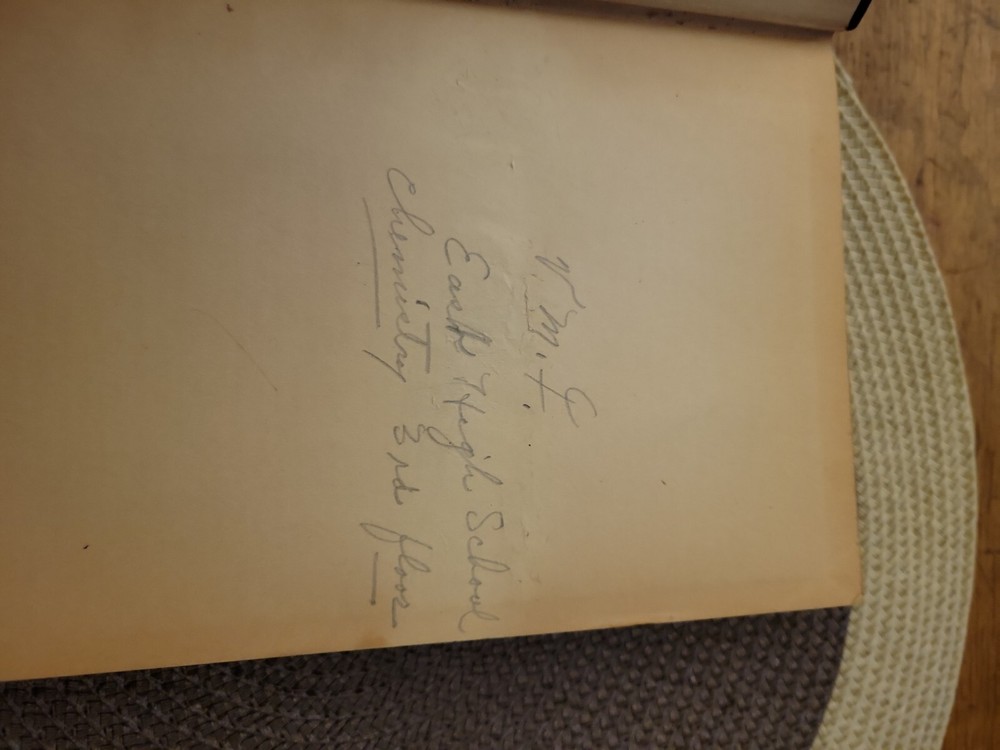 V. M. F.
East High School
Chemistry 3rd floor